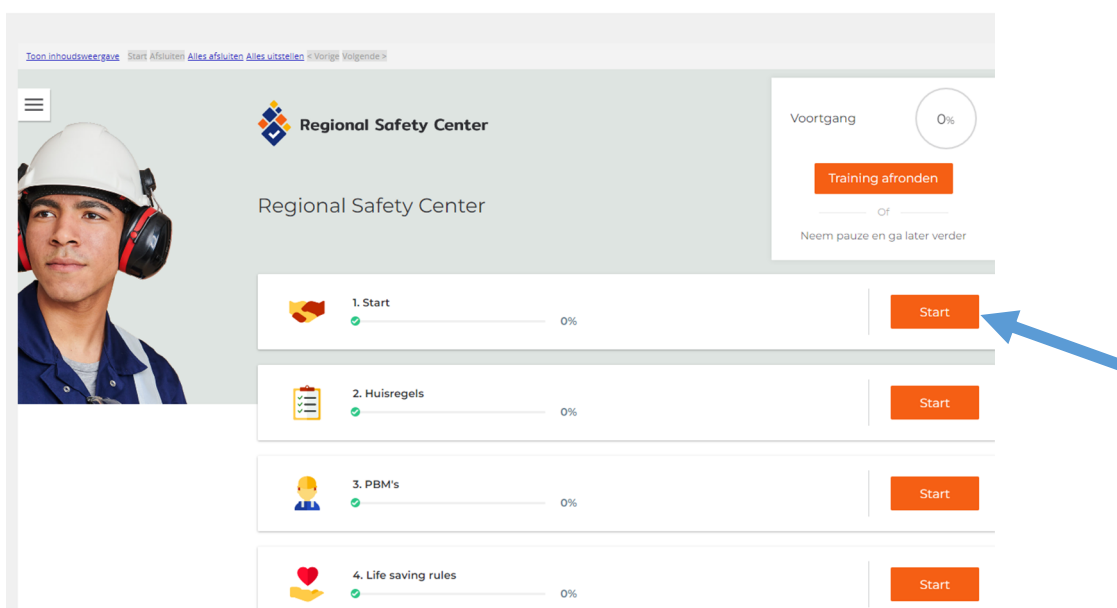 Toon inhoudsweergave Start Afsluiten Alles afsluiten Alles uitstellen < Vorige Volgende >
Regional Safety Center
Voortgang 0%
Training afronden
Regional Safety Center
Of
Neem pauze en ga later verder
1. Start
0%
Start
2. Huisregels
0%
Start
3. PBM's
0%
Start
4. Life saving rules
0%
Start